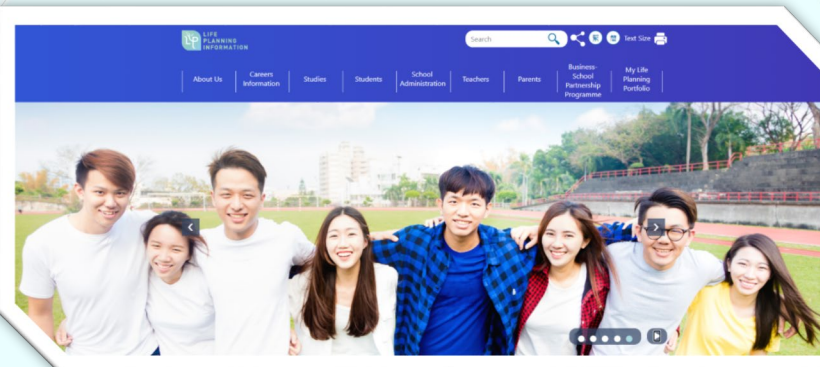 LIFE
PLANNING
INFORMATION
Search
Text Size
About Us
Careers
Information
Studies
Students
School
Administration
Teachers
Parents
Business-
School
Partnership
Programme
My Life
Planning
Portfolio